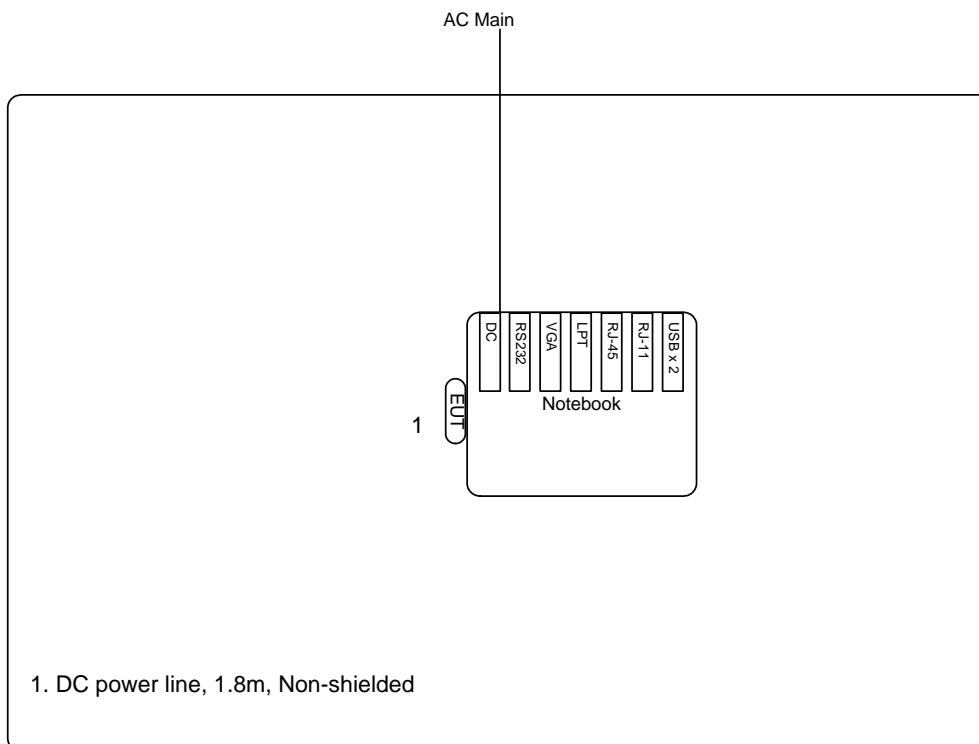 AC Main
DC
RS232
VGA
LPT
RJ-45
RJ-11
USB x 2
Notebook
EUT
1
1. DC power line, 1.8m, Non-shielded